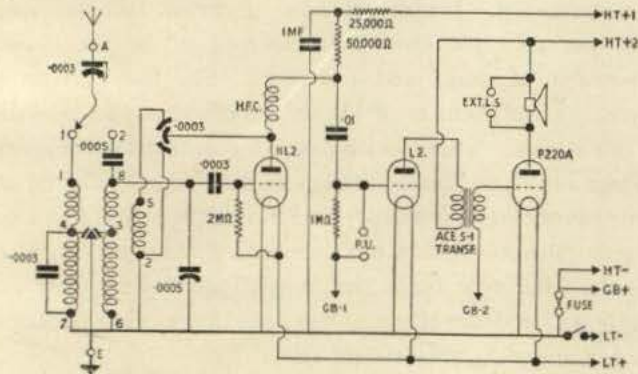 1MF
25,000Ω
50,000Ω
HT+1
HT+2
A
·0003
H.F.C.
·0003
·01
EXT.L.S
1
2
·0005
·0003
HL2.
L2.
P220A
1
8
5
4
3
2MΩ
1MΩ
P.U.
ACE 5-1
TRANSF.
·0003
2
·0005
GB-1
GB-2
HT-
GB+
FUSE
7
6
E
LT-
LT+